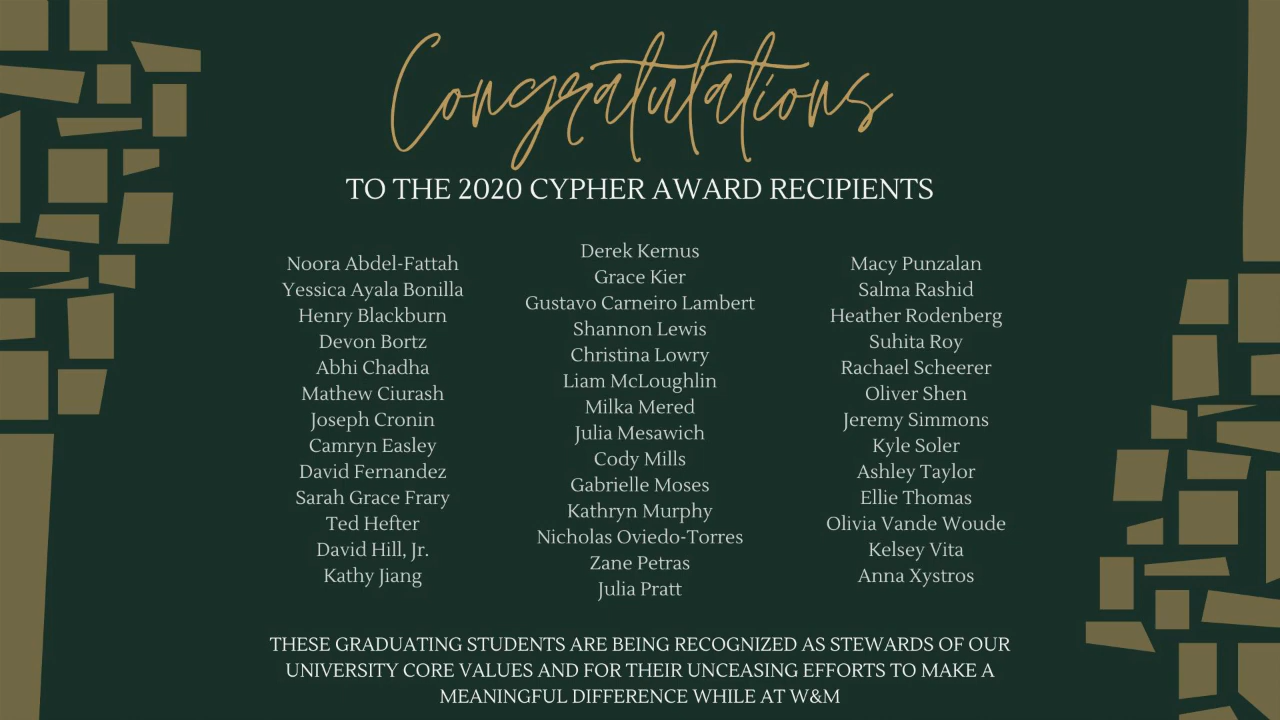 Congratulations
TO THE 2020 CYPHER AWARD RECIPIENTS
Noora Abdel-Fattah
Yessica Ayala Bonilla
Henry Blackburn
Devon Bortz
Abhi Chadha
Mathew Ciurash
Joseph Cronin
Camryn Easley
David Fernandez
Sarah Grace Frary
Ted Hefter
David Hill, Jr.
Kathy Jiang
Derek Kernus
Grace Kier
Gustavo Carneiro Lambert
Shannon Lewis
Christina Lowry
Liam McLoughlin
Milka Mered
Julia Mesawich
Cody Mills
Gabrielle Moses
Kathryn Murphy
Nicholas Oviedo-Torres
Zane Petras
Julia Pratt
Macy Punzalan
Salma Rashid
Heather Rodenberg
Suhita Roy
Rachael Scheerer
Oliver Shen
Jeremy Simmons
Kyle Soler
Ashley Taylor
Ellie Thomas
Olivia Vande Woude
Kelsey Vita
Anna Xystros
THESE GRADUATING STUDENTS ARE BEING RECOGNIZED AS STEWARDS OF OUR
UNIVERSITY CORE VALUES AND FOR THEIR UNCEASING EFFORTS TO MAKE A
MEANINGFUL DIFFERENCE WHILE AT W&M